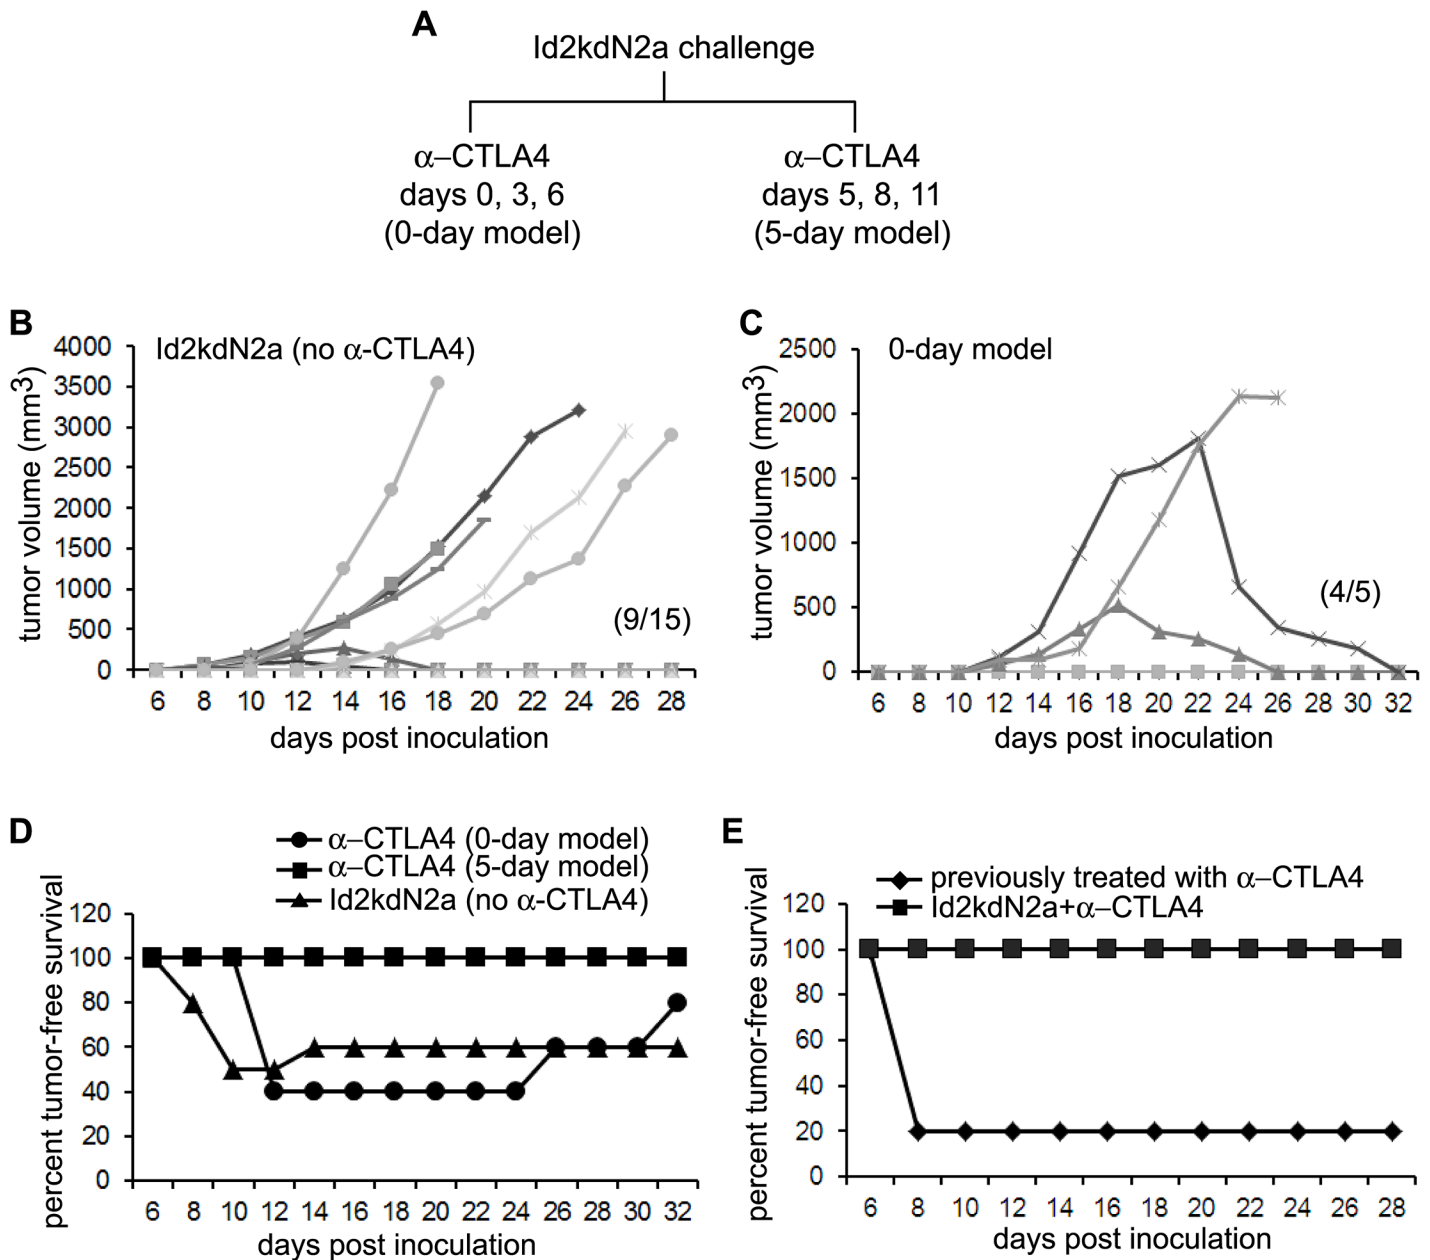 A
Id2kdN2a challenge
α–CTLA4
days 0, 3, 6
(0-day model)
α–CTLA4
days 5, 8, 11
(5-day model)
B
Id2kdN2a (no α-CTLA4)
tumor volume (mm3)
4000
3500
3000
2500
2000
1500
1000
500
0
(9/15)
6 8 10 12 14 16 18 20 22 24 26 28
days post inoculation
C
0-day model
tumor volume (mm3)
2500
2000
1500
1000
500
0
(4/5)
6 8 10 12 14 16 18 20 22 24 26 28 30 32
days post inoculation
D
α–CTLA4 (0-day model)
α–CTLA4 (5-day model)
Id2kdN2a (no α-CTLA4)
percent tumor-free survival
120
100
80
60
40
20
0
6 8 10 12 14 16 18 20 22 24 26 28 30 32
days post inoculation
E
previously treated with α–CTLA4
Id2kdN2a+α–CTLA4
percent tumor-free survival
120
100
80
60
40
20
0
6 8 10 12 14 16 18 20 22 24 26 28
days post inoculation